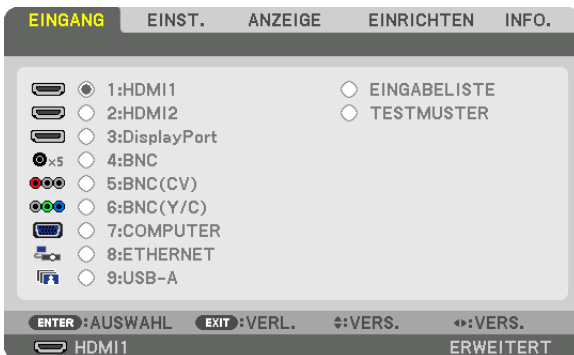 EINGANG EINST. ANZEIGE EINRICHTEN INFO.
1:HDMI1 EINGABELISTE
2:HDMI2 TESTMUSTER
3:DisplayPort
×5 4:BNC
5:BNC(CV)
6:BNC(Y/C)
7:COMPUTER
8:ETHERNET
9:USB-A
ENTER:AUSWAHL EXIT:VERL. :VERS. :VERS.
HDMI1 ERWEITERT